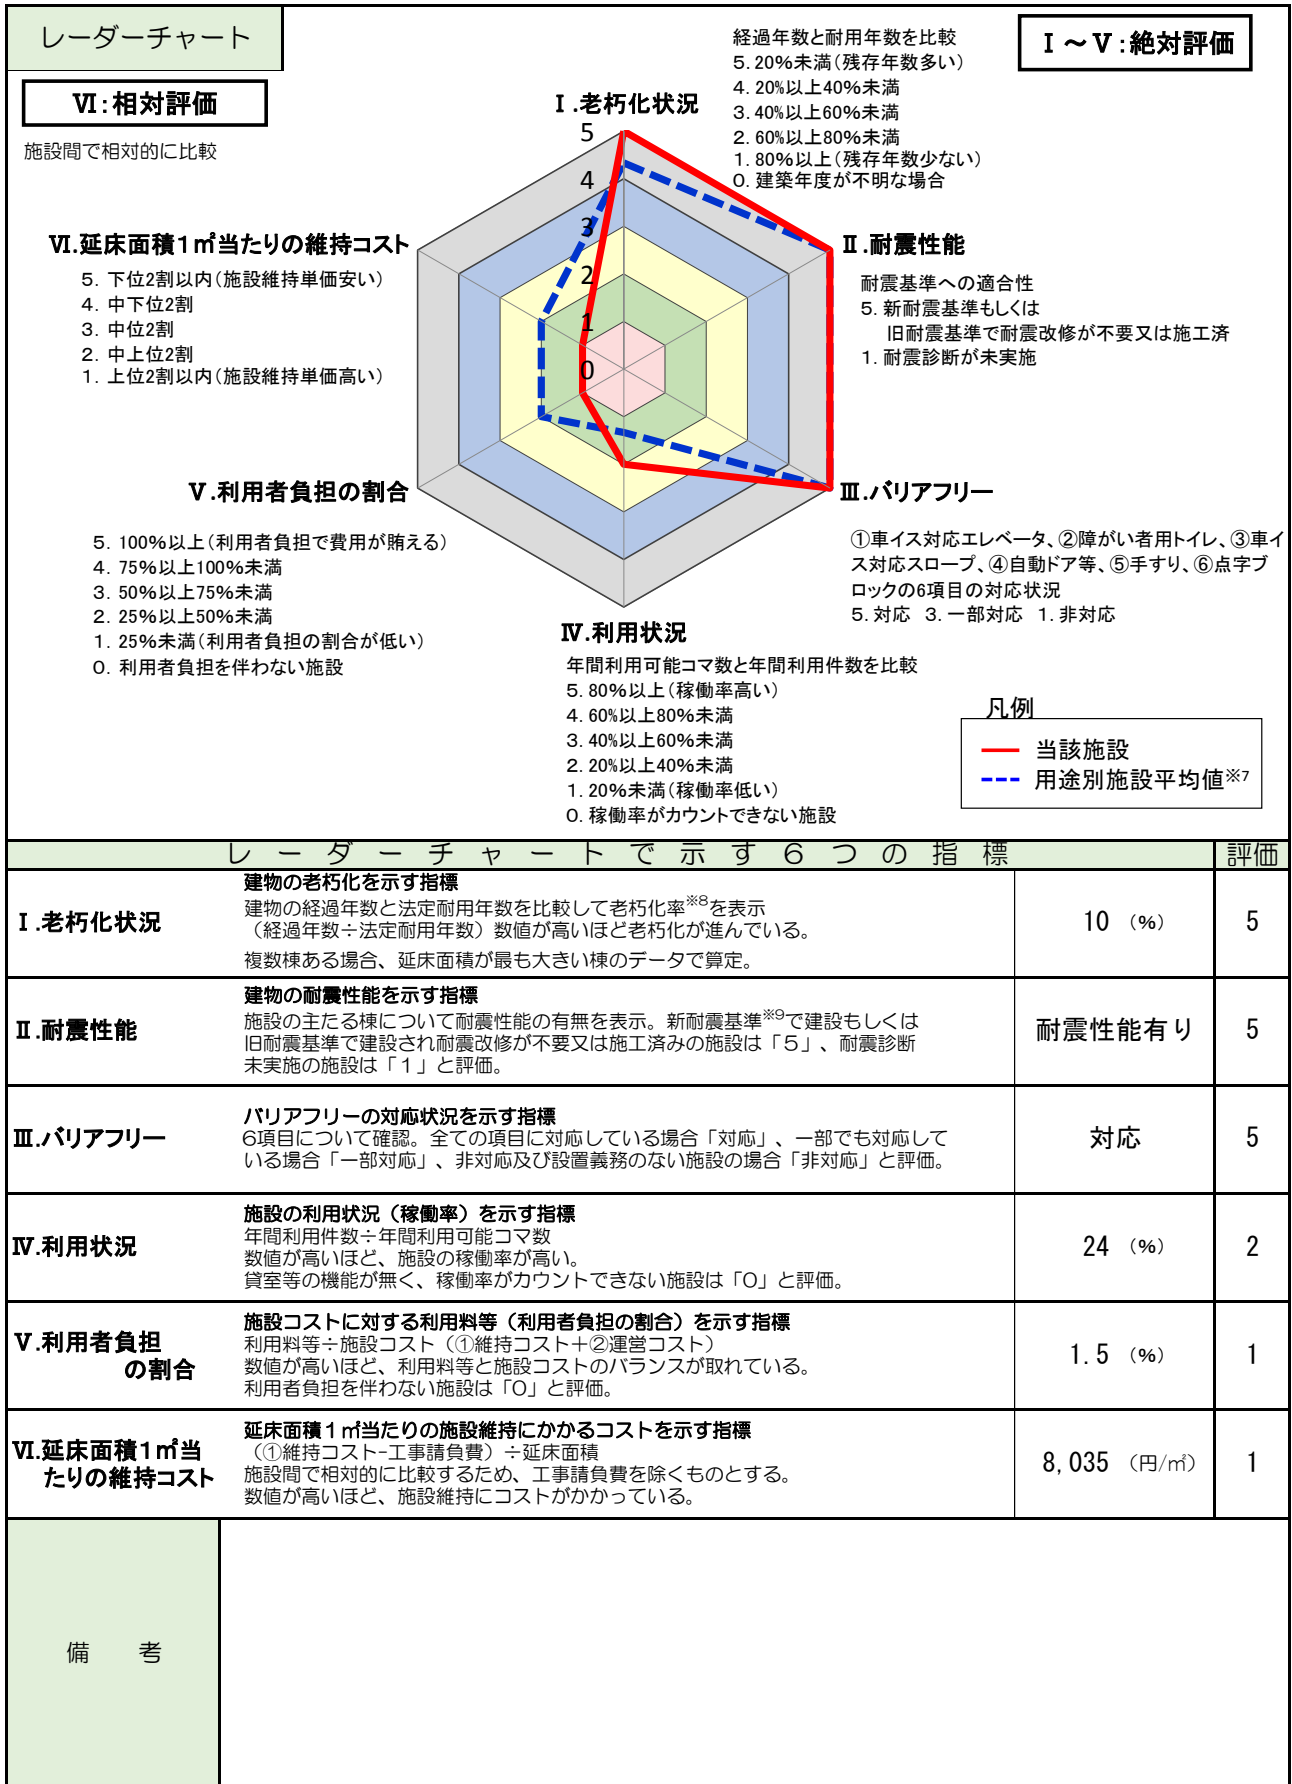 レーダーチャート
Ⅰ～Ⅴ:絶対評価
Ⅵ:相対評価
施設間で相対的に比較
Ⅰ.老朽化状況
経過年数と耐用年数を比較
5.20％未満（残存年数多い）
4.20%以上40％未満
3.40%以上60％未満
2.60%以上80％未満
1.80％以上（残存年数少ない）
0.建築年度が不明な場合
5
4
3
2
1
0
Ⅱ.耐震性能
耐震基準への適合性
5.新耐震基準もしくは
旧耐震基準で耐震改修が不要又は施工済
1.耐震診断が未実施
Ⅵ.延床面積1㎡当たりの維持コスト
5. 下位2割以内（施設維持単価安い）
4. 中下位2割
3. 中位2割
2. 中上位2割
1. 上位2割以内（施設維持単価高い）
Ⅲ.バリアフリー
①車イス対応エレベータ、②障がい者用トイレ、③車イ
ス対応スロープ、④自動ドア等、⑤手すり、⑥点字ブ
ロックの6項目の対応状況
5.対応 3.一部対応 1.非対応
Ⅴ.利用者負担の割合
5. 100％以上（利用者負担で費用が賄える）
4. 75％以上100％未満
3. 50％以上75％未満
2. 25％以上50％未満
1. 25％未満（利用者負担の割合が低い）
0. 利用者負担を伴わない施設
Ⅳ.利用状況
年間利用可能コマ数と年間利用件数を比較
5.80％以上（稼働率高い）
4.60%以上80％未満
3.40%以上60％未満
2.20％以上40％未満
1.20％未満（稼働率低い）
0.稼働率がカウントできない施設
凡例
当該施設
用途別施設平均値※7
レーダーチャートで示す６つの指標 評価
Ⅰ.老朽化状況
建物の老朽化を示す指標
建物の経過年数と法定耐用年数を比較して老朽化率※8を表示
（経過年数÷法定耐用年数）数値が高いほど老朽化が進んでいる。
複数棟ある場合、延床面積が最も大きい棟のデータで算定。
10 （%） 5
Ⅱ.耐震性能
建物の耐震性能を示す指標
施設の主たる棟について耐震性能の有無を表示。新耐震基準※9で建設もしくは
旧耐震基準で建設され耐震改修が不要又は施工済みの施設は「５」、耐震診断
未実施の施設は「１」と評価。
耐震性能有り 5
Ⅲ.バリアフリー
バリアフリーの対応状況を示す指標
6項目について確認。全ての項目に対応している場合「対応」、一部でも対応して
いる場合「一部対応」、非対応及び設置義務のない施設の場合「非対応」と評価。
対応 5
Ⅳ.利用状況
施設の利用状況（稼働率）を示す指標
年間利用件数÷年間利用可能コマ数
数値が高いほど、施設の稼働率が高い。
貸室等の機能が無く、稼働率がカウントできない施設は「０」と評価。
24 （%） 2
Ⅴ.利用者負担
の割合
施設コストに対する利用料等（利用者負担の割合）を示す指標
利用料等÷施設コスト（①維持コスト＋②運営コスト）
数値が高いほど、利用料等と施設コストのバランスが取れている。
利用者負担を伴わない施設は「０」と評価。
1.5 （%） 1
Ⅵ.延床面積1㎡当
たりの維持コスト
延床面積１㎡当たりの施設維持にかかるコストを示す指標
（①維持コスト-工事請負費）÷延床面積
施設間で相対的に比較するため、工事請負費を除くものとする。
数値が高いほど、施設維持にコストがかかっている。
8,035 （円/㎡） 1
備 考